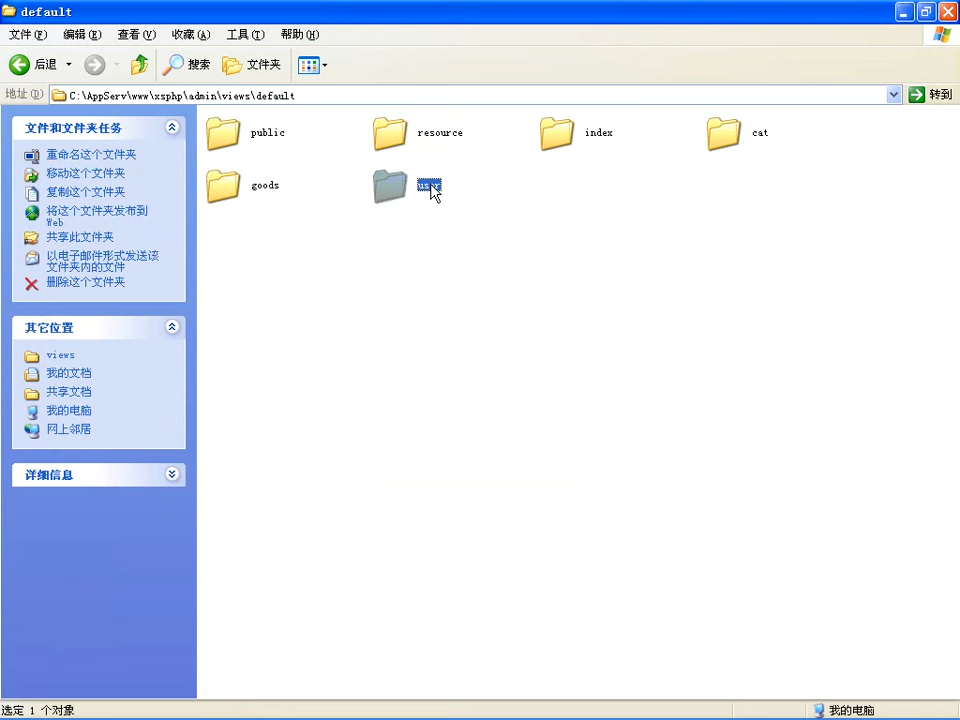 default
文件(F) 编辑(E) 查看(V) 收藏(A) 工具(T) 帮助(H)
后退 搜索 文件夹
地址(D) C:\AppServ\www\xsphp\admin\views\default 转到
文件和文件夹任务
重命名这个文件夹
移动这个文件夹
复制这个文件夹
将这个文件夹发布到
Web
共享此文件夹
以电子邮件形式发送该
文件夹内的文件
删除这个文件夹
其它位置
views
我的文档
共享文档
我的电脑
网上邻居
详细信息
public resource index cat
goods
选定 1 个对象 我的电脑